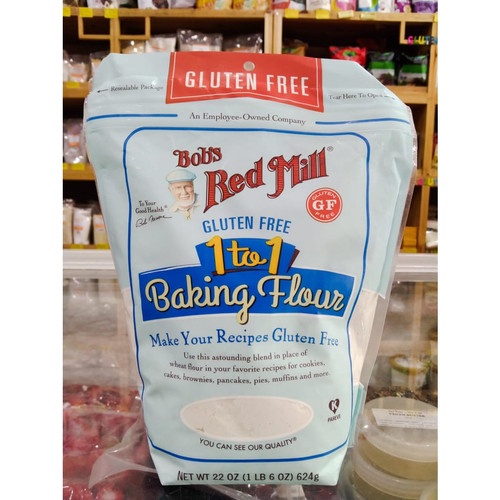 GLUTEN FREE
Resealable Package
Tear Here To Open
An Employee-Owned Company
Bob's
Red Mill
To Your
Good Health
Bob Moore
GLUTEN
GF
FREE
GLUTEN FREE
1 to 1
Baking Flour
Make Your Recipes Gluten Free
Use this astounding blend in place of
wheat flour in your favorite recipes for cookies,
cakes, brownies, pancakes, pies, muffins and more.
YOU CAN SEE OUR QUALITY®
K
PAREVE
NET WT 22 OZ (1 LB 6 OZ) 624g